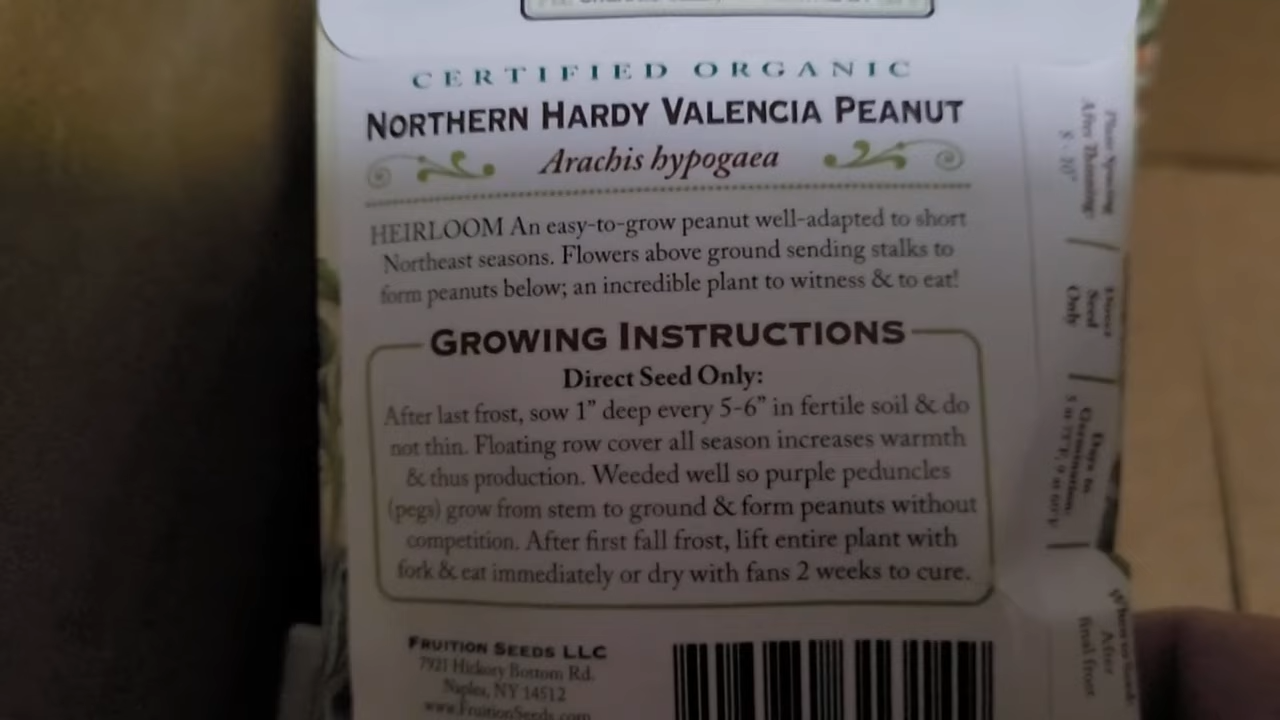 CERTIFIED ORGANIC
NORTHERN HARDY VALENCIA PEANUT
Arachis hypogaea
HEIRLOOM An easy-to-grow peanut well-adapted to short
Northeast seasons. Flowers above ground sending stalks to
form peanuts below; an incredible plant to witness & to eat!
GROWING INSTRUCTIONS
Direct Seed Only:
After last frost, sow 1” deep every 5-6” in fertile soil & do
not thin. Floating row cover all season increases warmth
& thus production. Weeded well so purple peduncles
(pegs) grow from stem to ground & form peanuts without
competition. After first fall frost, lift entire plant with
fork & eat immediately or dry with fans 2 weeks to cure.
FRUITION SEEDS LLC
7921 Hickory Bottom Rd.
Naples, NY 14512
www.FruitionSeeds.com
Plant Spacing
After Thinning:
Direct
Seed
Only
Days to
Germination:
After
final frost